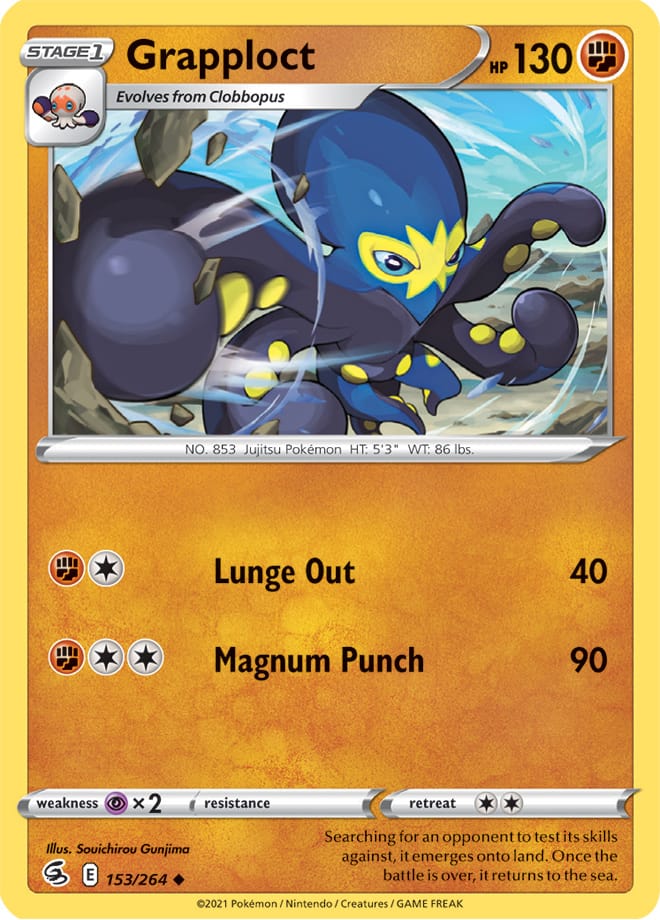 STAGE 1
Grapploct
HP 130
Evolves from Clobbopus
NO. 853 Jujitsu Pokémon HT: 5'3" WT: 86 lbs.
Lunge Out 40
Magnum Punch 90
weakness ×2 resistance retreat
Illus. Souichirou Gunjima
Searching for an opponent to test its skills
against, it emerges onto land. Once the
battle is over, it returns to the sea.
E 153/264
©2021 Pokémon / Nintendo / Creatures / GAME FREAK